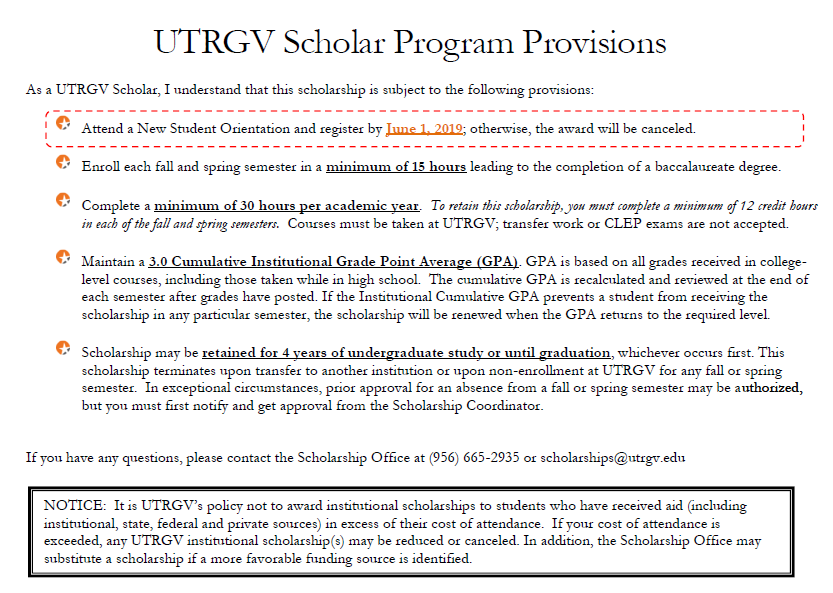 UTRGV Scholar Program Provisions
As a UTRGV Scholar, I understand that this scholarship is subject to the following provisions:
Attend a New Student Orientation and register by June 1, 2019; otherwise, the award will be canceled.
Enroll each fall and spring semester in a minimum of 15 hours leading to the completion of a baccalaureate degree.
Complete a minimum of 30 hours per academic year. To retain this scholarship, you must complete a minimum of 12 credit hours
in each of the fall and spring semesters. Courses must be taken at UTRGV; transfer work or CLEP exams are not accepted.
Maintain a 3.0 Cumulative Institutional Grade Point Average (GPA). GPA is based on all grades received in college-
level courses, including those taken while in high school. The cumulative GPA is recalculated and reviewed at the end of
each semester after grades have posted. If the Institutional Cumulative GPA prevents a student from receiving the
scholarship in any particular semester, the scholarship will be renewed when the GPA returns to the required level.
Scholarship may be retained for 4 years of undergraduate study or until graduation, whichever occurs first. This
scholarship terminates upon transfer to another institution or upon non-enrollment at UTRGV for any fall or spring
semester. In exceptional circumstances, prior approval for an absence from a fall or spring semester may be authorized,
but you must first notify and get approval from the Scholarship Coordinator.
If you have any questions, please contact the Scholarship Office at (956) 665-2935 or scholarships@utrgv.edu
NOTICE: It is UTRGV's policy not to award institutional scholarships to students who have received aid (including
institutional, state, federal and private sources) in excess of their cost of attendance. If your cost of attendance is
exceeded, any UTRGV institutional scholarship(s) may be reduced or canceled. In addition, the Scholarship Office may
substitute a scholarship if a more favorable funding source is identified.